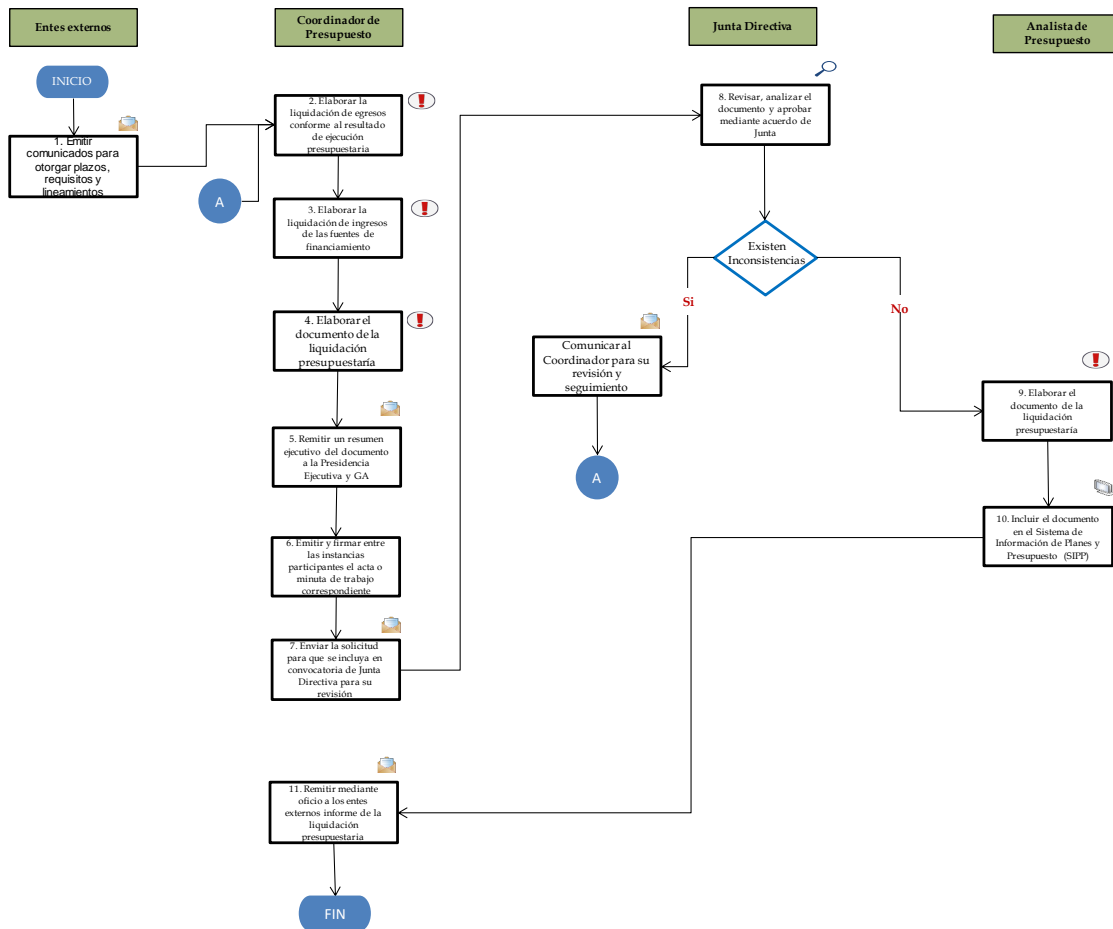 Entes externos
Coordinador de
Presupuesto
Junta Directiva
Analista de
Presupuesto
INICIO
1. Emitir
comunicados para
otorgar plazos,
requisitos y
lineamientos
A
2. Elaborar la
liquidación de egresos
conforme al resultado
de ejecución
presupuestaria
3. Elaborar la
liquidación de ingresos
de las fuentes de
financiamiento
4. Elaborar el
documento de la
liquidación
presupuestaría
5. Remitir un resumen
ejecutivo del documento
a la Presidencia
Ejecutiva y GA
6. Emitir y firmar entre
las instancias
participantes el acta o
minuta de trabajo
correspondiente
7. Enviar la solicitud
para que se incluya en
convocatoria de Junta
Directiva para su
revisión
8. Revisar, analizar el
documento y aprobar
mediante acuerdo de
Junta
Existen
Inconsistencias
Si
No
Comunicar al
Coordinador para su
revisión y
seguimiento
A
9. Elaborar el
documento de la
liquidación
presupuestaría
10. Incluir el documento
en el Sistema de
Información de Planes y
Presupuesto (SIPP)
11. Remitir mediante
oficio a los entes
externos informe de la
liquidación
presupuestaria
FIN